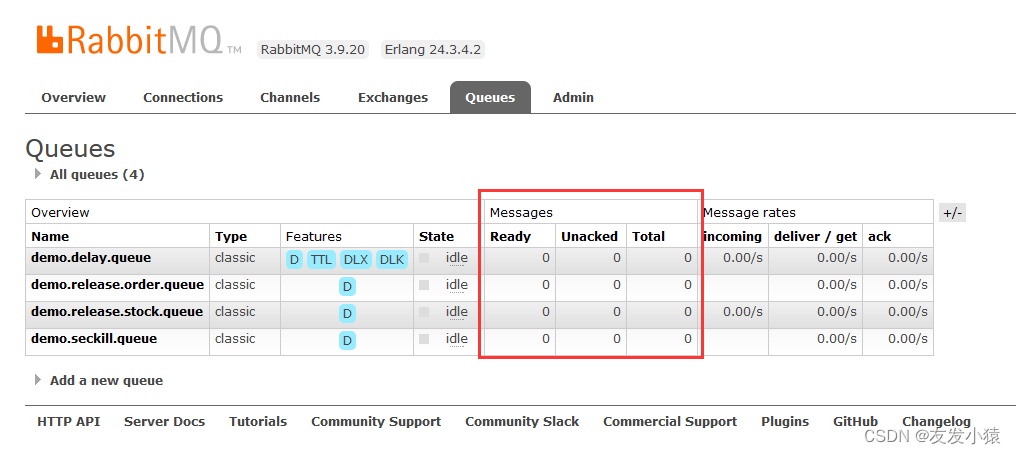 RabbitMQ TM RabbitMQ 3.9.20 Erlang 24.3.4.2
Overview Connections Channels Exchanges Queues Admin
Queues
All queues (4)
Overview Messages Message rates +/-
Name Type Features State Ready Unacked Total incoming deliver / get ack
demo.delay.queue classic D TTL DLX DLK idle 0 0 0 0.00/s 0.00/s 0.00/s
demo.release.order.queue classic D idle 0 0 0 0.00/s 0.00/s
demo.release.stock.queue classic D idle 0 0 0 0.00/s 0.00/s 0.00/s
demo.seckill.queue classic D idle 0 0 0 0.00/s 0.00/s
Add a new queue
HTTP API Server Docs Tutorials Community Support Community Slack Commercial Support Plugins GitHub Changelog
CSDN @友发小猿